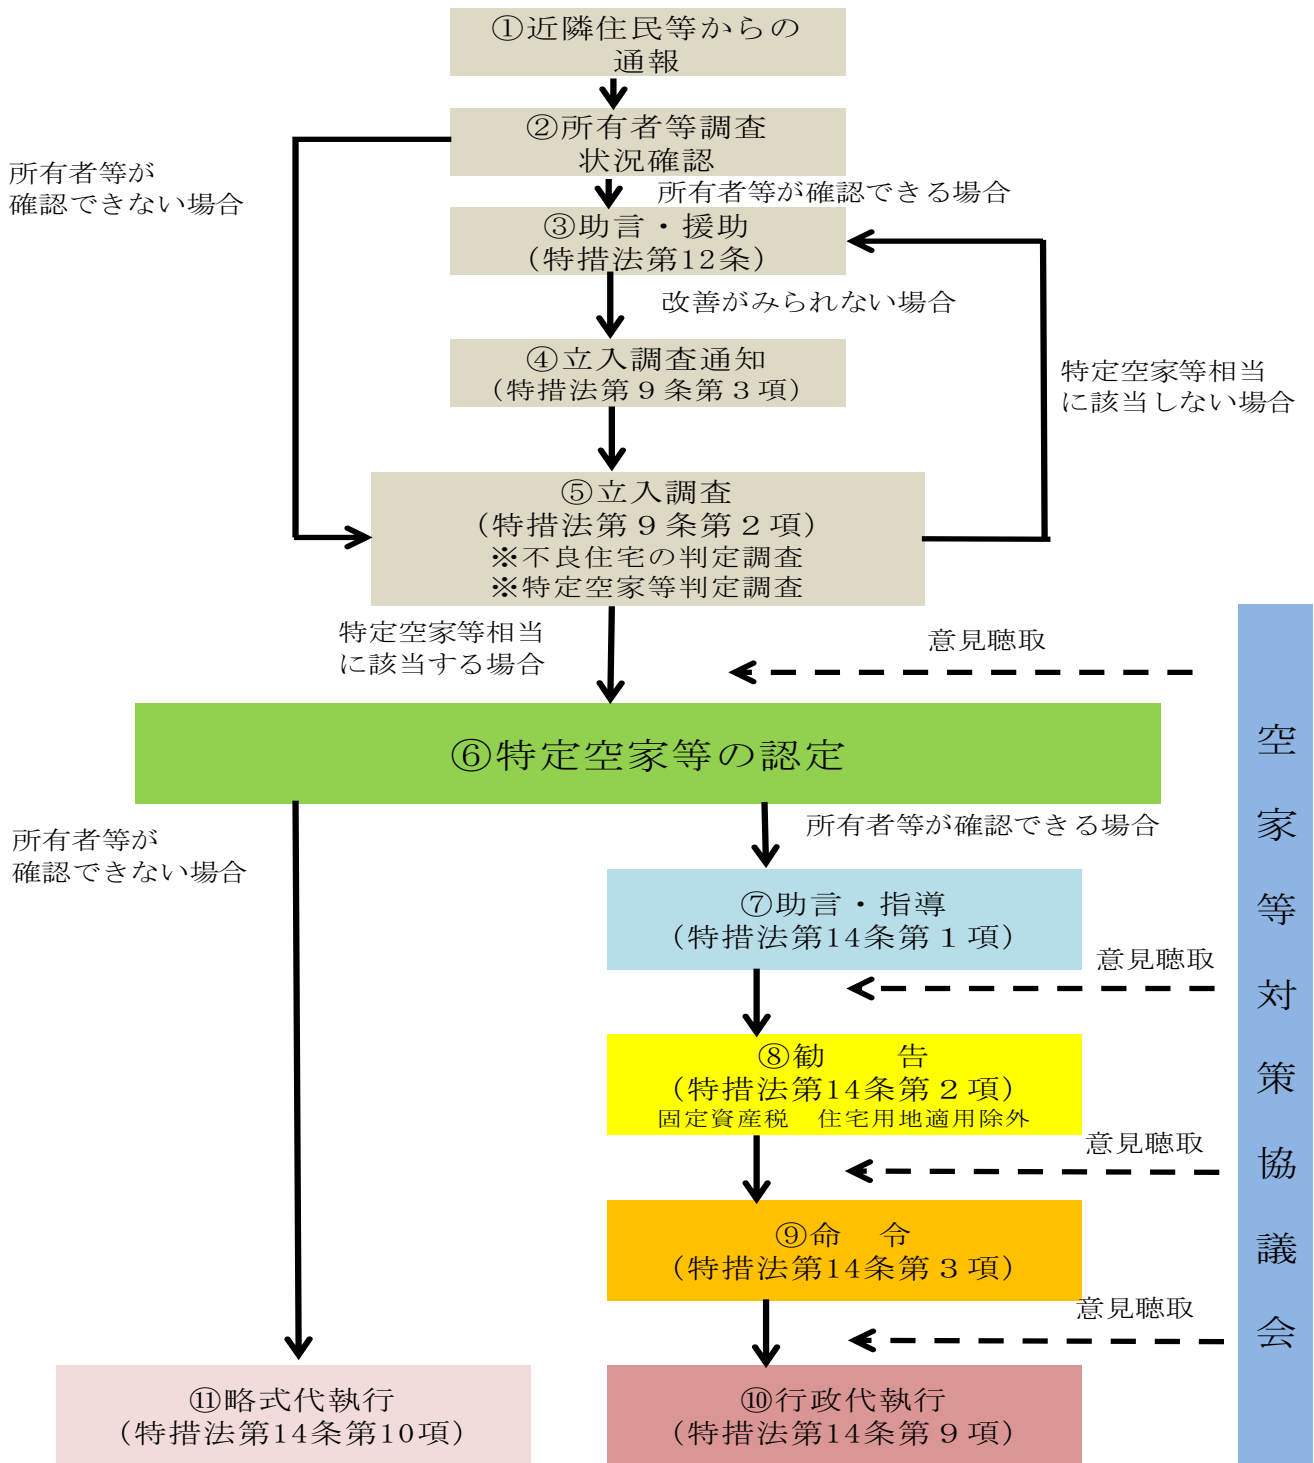 ①近隣住民等からの
通報
②所有者等調査
状況確認
所有者等が
確認できない場合
所有者等が確認できる場合
③助言・援助
（特措法第12条）
改善がみられない場合
④立入調査通知
（特措法第９条第３項）
特定空家等相当
に該当しない場合
⑤立入調査
（特措法第９条第２項）
※不良住宅の判定調査
※特定空家等判定調査
特定空家等相当
に該当する場合
意見聴取
⑥特定空家等の認定
所有者等が
確認できない場合
所有者等が確認できる場合
⑦助言・指導
（特措法第14条第１項）
意見聴取
⑧勧　　告
（特措法第14条第２項）
固定資産税　住宅用地適用除外
意見聴取
⑨命　令
（特措法第14条第３項）
意見聴取
⑪略式代執行
（特措法第14条第10項）
⑩行政代執行
（特措法第14条第９項）
空家等対策協議会